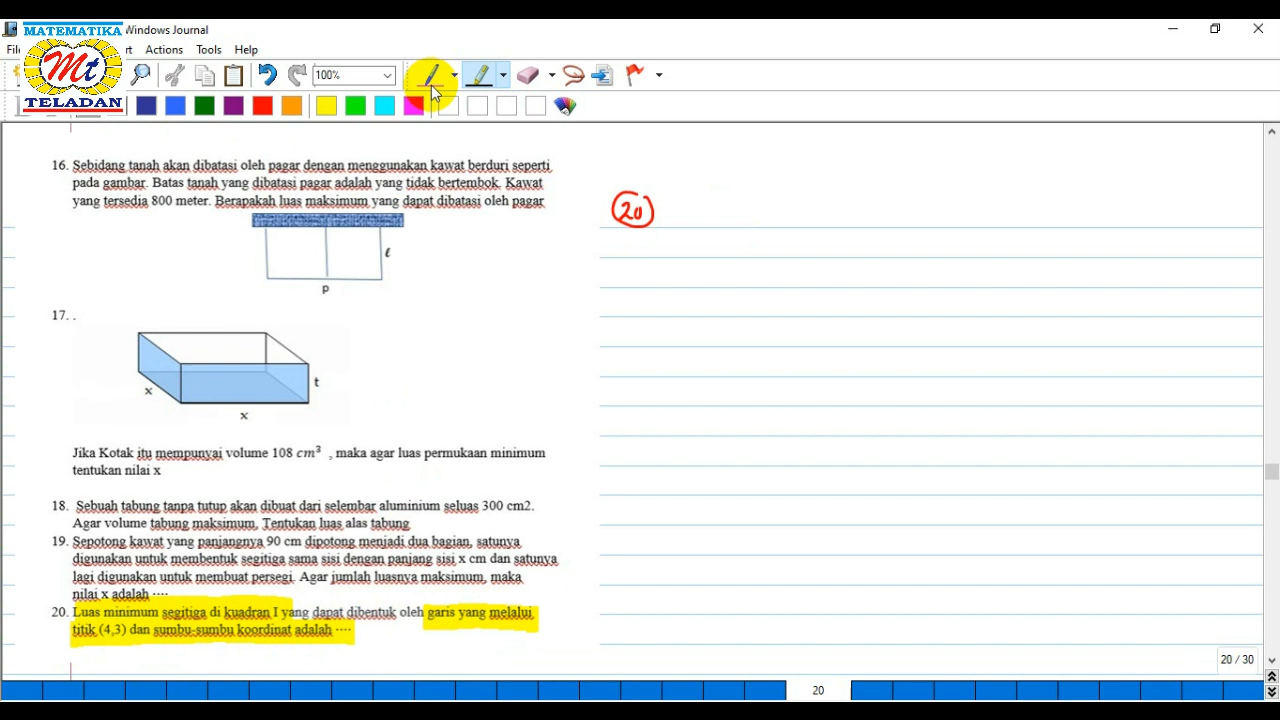 MATEMATIKA
Mt
TELADAN
Windows Journal
Actions Tools Help
100%
16. Sebidang tanah akan dibatasi oleh pagar dengan menggunakan kawat berduri seperti
pada gambar. Batas tanah yang dibatasi pagar adalah yang tidak bertembok. Kawat
yang tersedia 800 meter. Berapakah luas maksimum yang dapat dibatasi oleh pagar
ℓ
p
20
17. .
t
x
x
Jika Kotak itu mempunyai volume 108 cm³ , maka agar luas permukaan minimum
tentukan nilai x
18. Sebuah tabung tanpa tutup akan dibuat dari selembar aluminium seluas 300 cm2.
Agar volume tabung maksimum, Tentukan luas alas tabung
19. Sepotong kawat yang panjangnya 90 cm dipotong menjadi dua bagian, satunya
digunakan untuk membentuk segitiga sama sisi dengan panjang sisi x cm dan satunya
lagi digunakan untuk membuat persegi. Agar jumlah luasnya maksimum, maka
nilai x adalah ····
20. Luas minimum segitiga di kuadran I yang dapat dibentuk oleh garis yang melalui
titik (4,3) dan sumbu-sumbu koordinat adalah ····
20 / 30
20